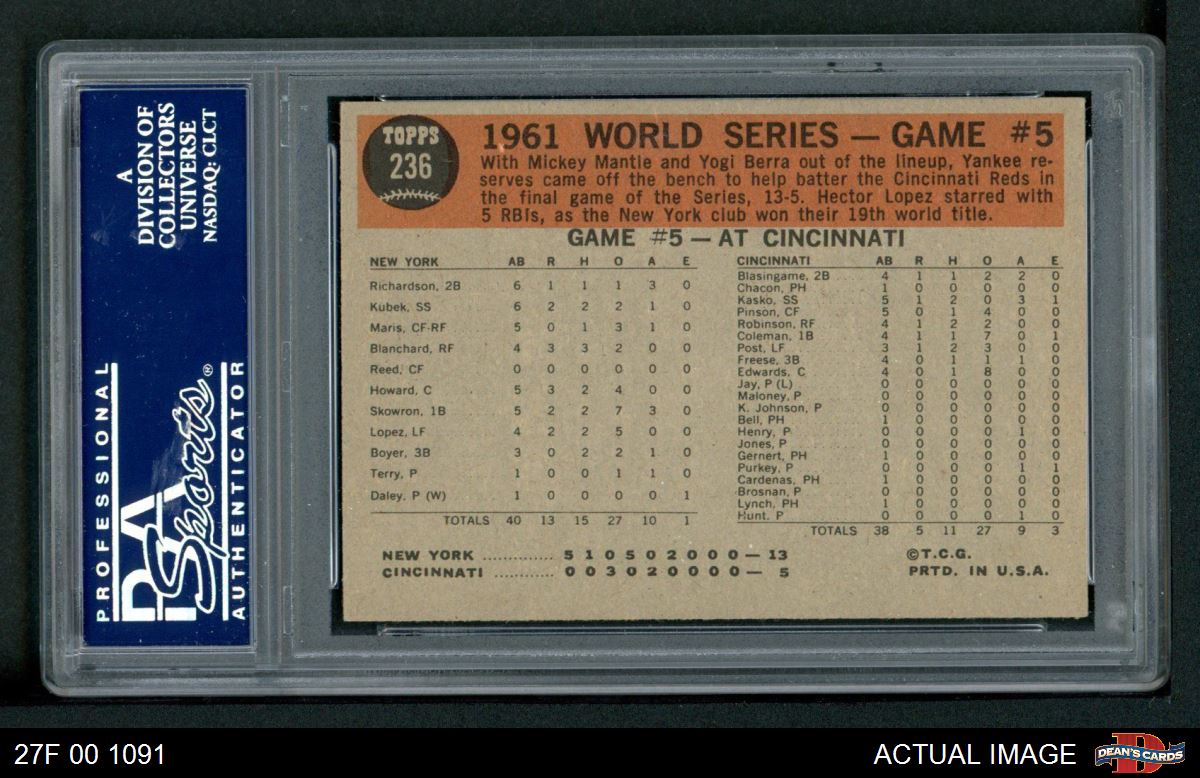 A
DIVISION OF
COLLECTORS
UNIVERSE
NASDAQ: CLCT
PROFESSIONAL
PSA
Sports®
AUTHENTICATOR
TOPPS
236
1961 WORLD SERIES — GAME #5
With Mickey Mantle and Yogi Berra out of the lineup, Yankee re-
serves came off the bench to help batter the Cincinnati Reds in
the final game of the Series, 13-5. Hector Lopez starred with
5 RBIs, as the New York club won their 19th world title.
GAME #5 — AT CINCINNATI
NEW YORK AB R H O A E
Richardson, 2B 6 1 1 1 3 0
Kubek, SS 6 2 2 2 1 0
Maris, CF-RF 5 0 1 3 1 0
Blanchard, RF 4 3 3 2 0 0
Reed, CF 0 0 0 0 0 0
Howard, C 5 3 2 4 0 0
Skowron, 1B 5 2 2 7 3 0
Lopez, LF 4 2 2 5 0 0
Boyer, 3B 3 0 2 2 1 0
Terry, P 1 0 0 1 1 0
Daley. P (W) 1 0 0 0 0 1
TOTALS 40 13 15 27 10 1
CINCINNATI AB R H O A E
Blasingame, 2B 4 1 1 2 2 0
Chacon, PH 1 0 0 0 0 0
Kasko, SS 5 1 2 0 3 1
Pinson, CF 5 0 1 4 0 0
Robinson, RF 4 1 2 2 0 0
Coleman, 1B 4 1 1 7 0 1
Post, LF 3 1 2 3 0 0
Freese, 3B 4 0 1 1 1 0
Edwards, C 4 0 1 8 0 0
Jay, P (L) 0 0 0 0 0 0
Maloney, P 0 0 0 0 0 0
K. Johnson, P 0 0 0 0 0 0
Bell, PH 1 0 0 0 0 0
Henry, P 0 0 0 0 1 0
Jones, P 0 0 0 0 0 0
Gernert, PH 1 0 0 0 0 0
Purkey, P 0 0 0 0 1 1
Cardenas, PH 1 0 0 0 0 0
Brosnan, P 0 0 0 0 0 0
Lynch, PH 1 0 0 0 0 0
Hunt. P 0 0 0 0 1 0
TOTALS 38 5 11 27 9 3
NEW YORK ............ 5 1 0 5 0 2 0 0 0 — 13
CINCINNATI ........... 0 0 3 0 2 0 0 0 0 — 5
©T.C.G.
PRTD. IN U.S.A.
27F 00 1091
ACTUAL IMAGE
DEAN'S CARDS